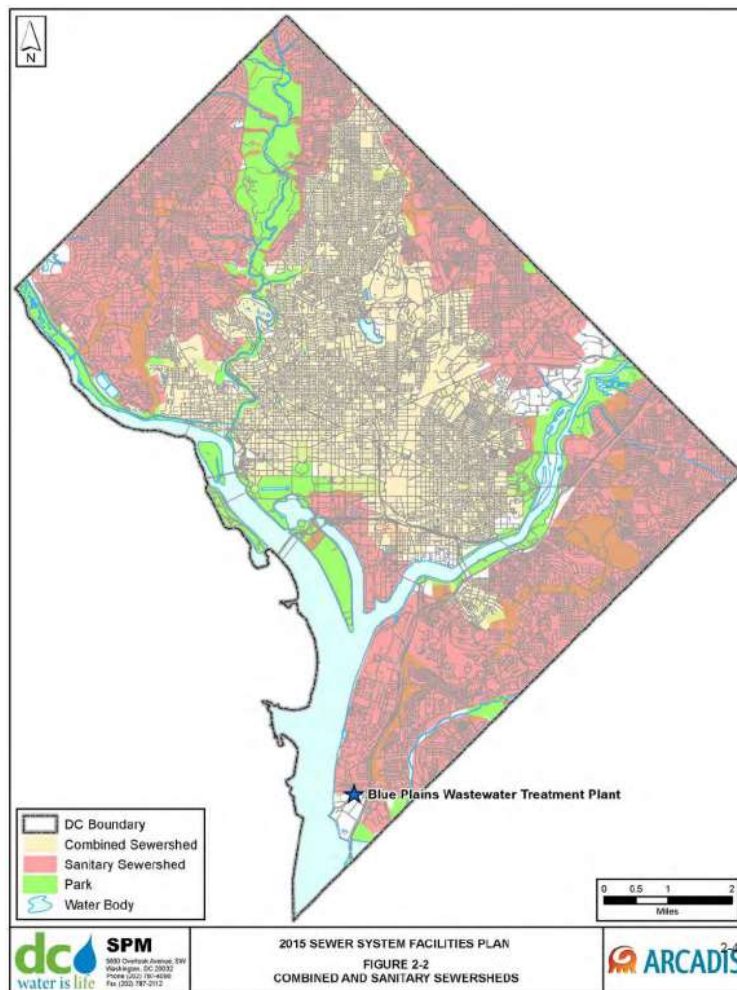 N
Blue Plains Wastewater Treatment Plant
DC Boundary
Combined Sewershed
Sanitary Sewershed
Park
Water Body
0 0.5 1 2
Miles
dc
water is life
SPM
5000 Overlook Avenue, SW
Washington, DC 20032
2015 SEWER SYSTEM FACILITIES PLAN
FIGURE 2-2
COMBINED AND SANITARY SEWERSHEDS
ARCADIS